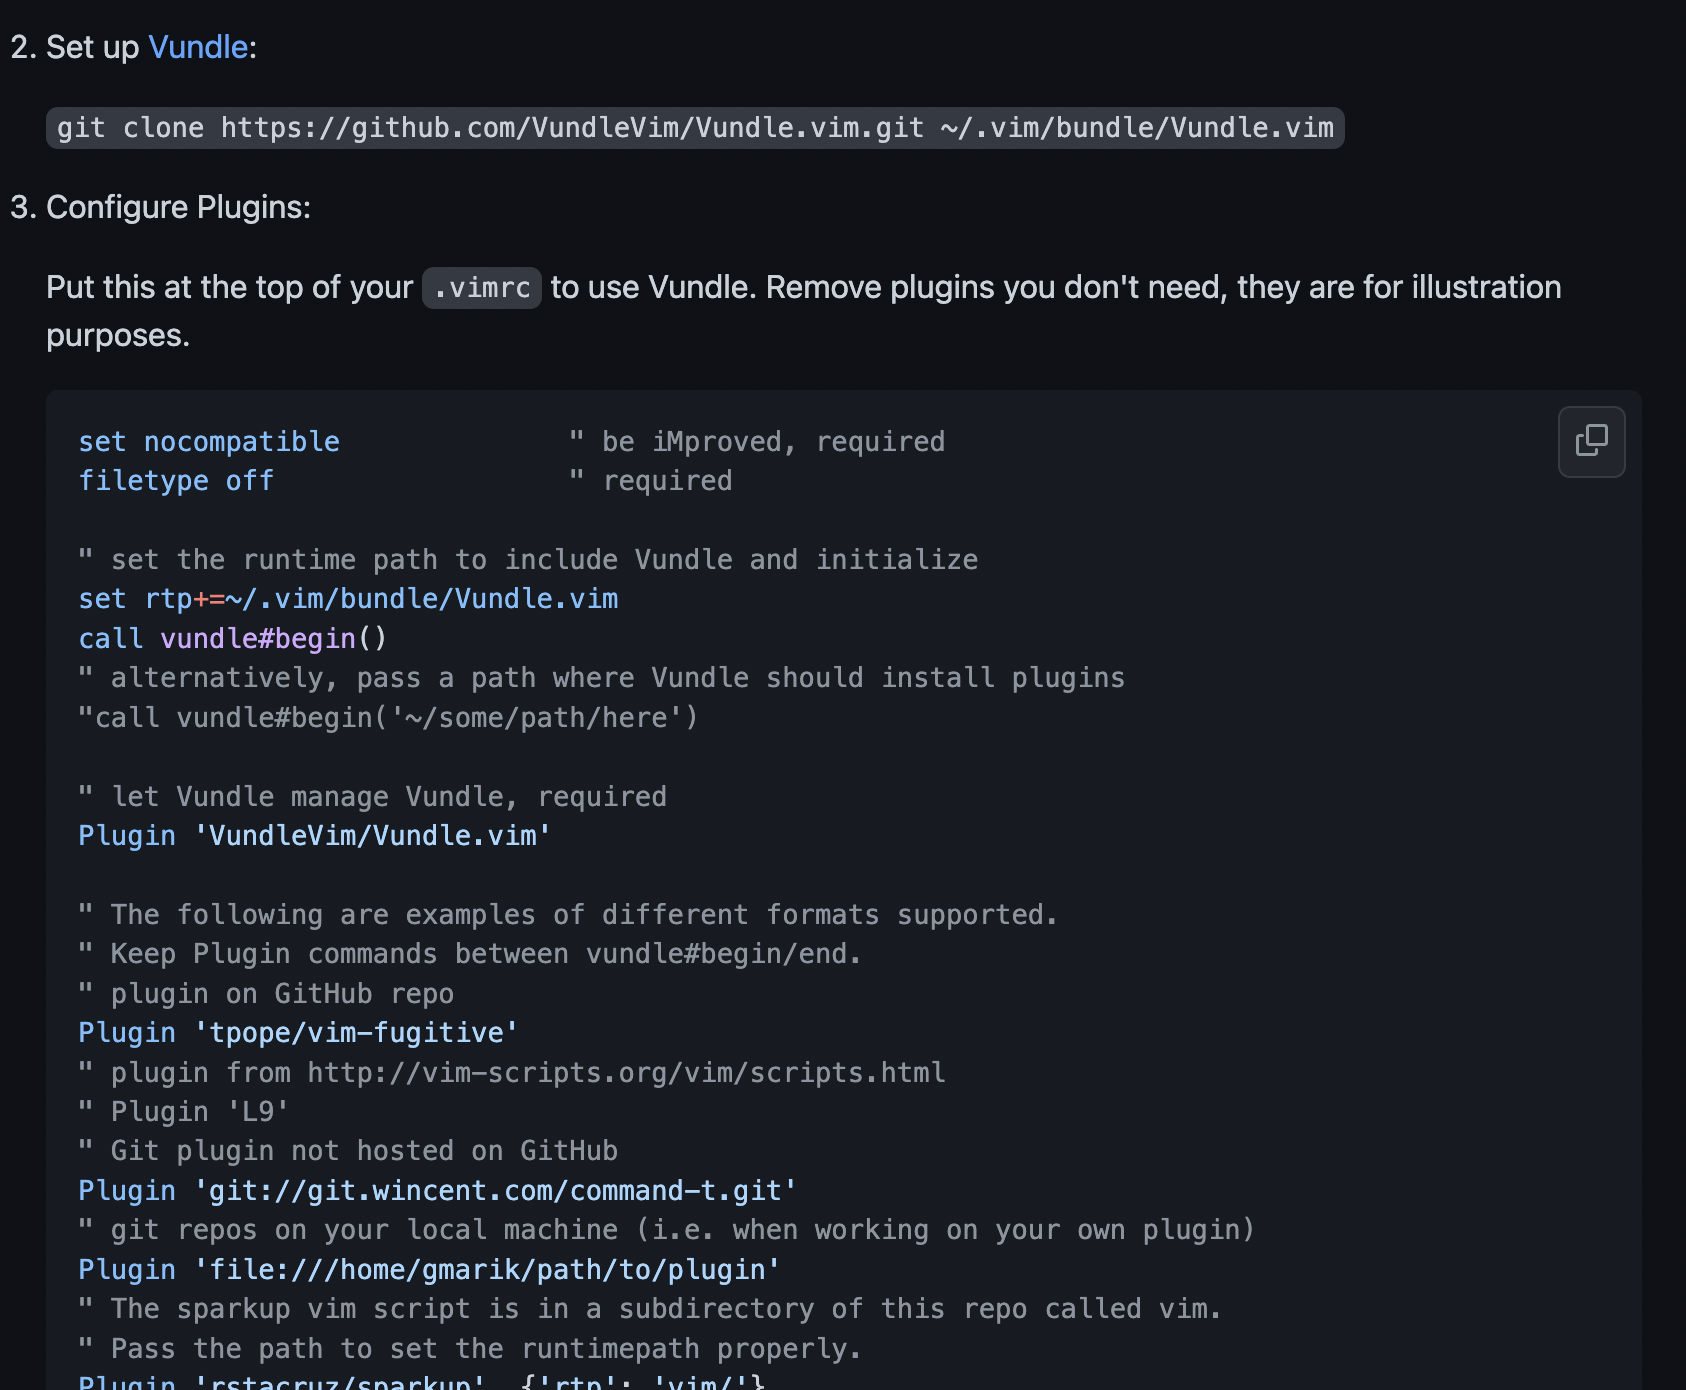 2. Set up Vundle:
git clone https://github.com/VundleVim/Vundle.vim.git ~/.vim/bundle/Vundle.vim
3. Configure Plugins:
Put this at the top of your .vimrc to use Vundle. Remove plugins you don't need, they are for illustration
purposes.
set nocompatible              " be iMproved, required
filetype off                  " required
" set the runtime path to include Vundle and initialize
set rtp+=~/.vim/bundle/Vundle.vim
call vundle#begin()
" alternatively, pass a path where Vundle should install plugins
"call vundle#begin('~/some/path/here')
" let Vundle manage Vundle, required
Plugin 'VundleVim/Vundle.vim'
" The following are examples of different formats supported.
" Keep Plugin commands between vundle#begin/end.
" plugin on GitHub repo
Plugin 'tpope/vim-fugitive'
" plugin from http://vim-scripts.org/vim/scripts.html
" Plugin 'L9'
" Git plugin not hosted on GitHub
Plugin 'git://git.wincent.com/command-t.git'
" git repos on your local machine (i.e. when working on your own plugin)
Plugin 'file:///home/gmarik/path/to/plugin'
" The sparkup vim script is in a subdirectory of this repo called vim.
" Pass the path to set the runtimepath properly.
Plugin 'rstacruz/sparkup', {'rtp': 'vim/'}